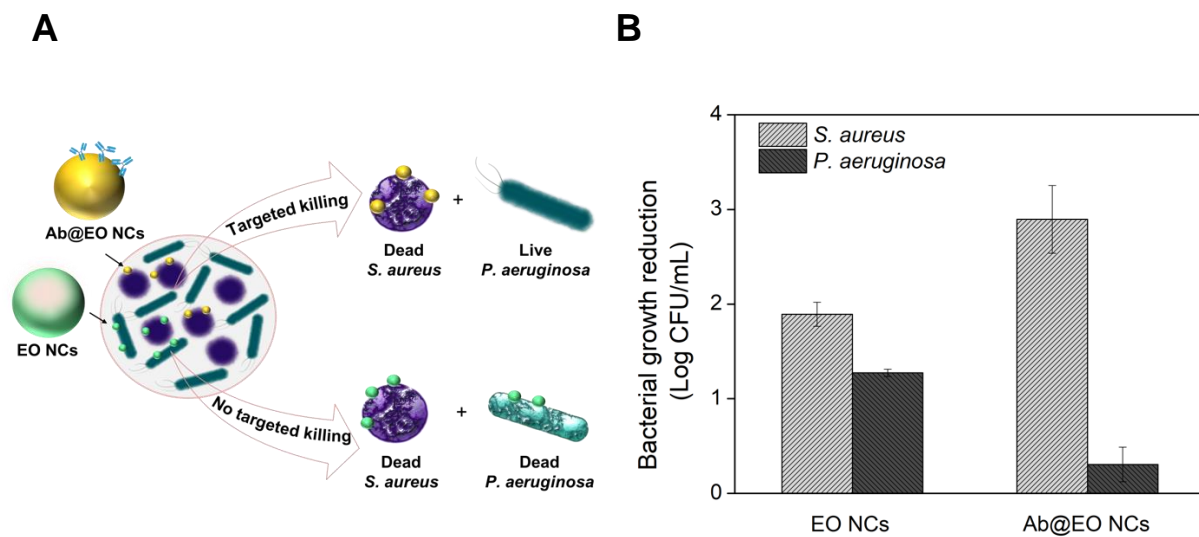 A
Ab@EO NCs
EO NCs
Targeted killing
No targeted killing
+
Dead
S. aureus
Live
P. aeruginosa
+
Dead
S. aureus
Dead
P. aeruginosa
B
Bacterial growth reduction
(Log CFU/mL)
4
3
2
1
0
S. aureus
P. aeruginosa
EO NCs
Ab@EO NCs